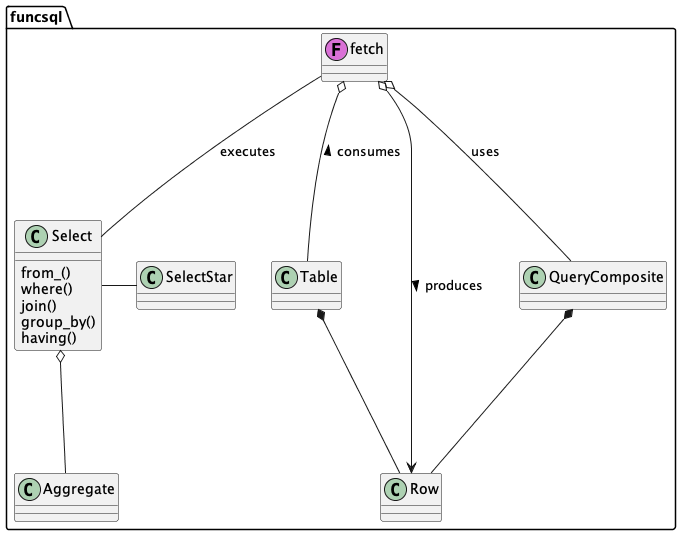 funcsql
F fetch
executes
consumes
uses
C Select
from_()
where()
join()
group_by()
having()
C SelectStar
C Table
C QueryComposite
produces
C Aggregate
C Row